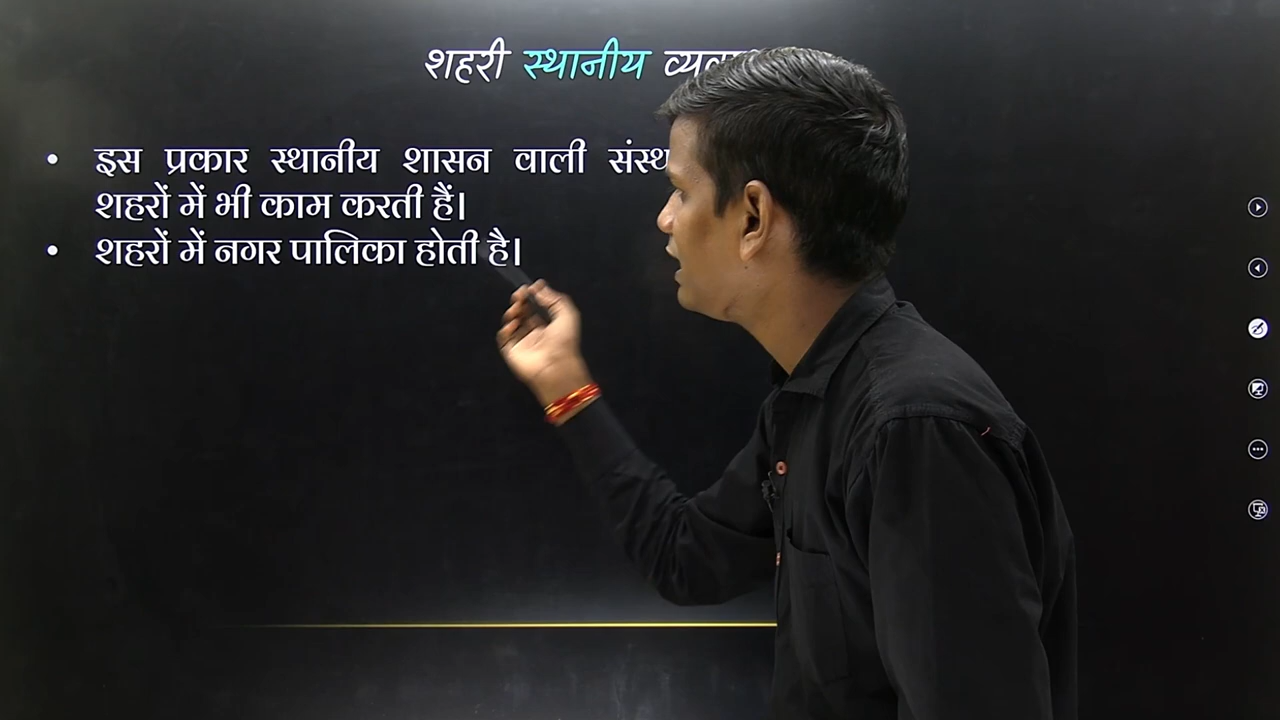 शहरी स्थानीय
इस प्रकार स्थानीय शासन वाली
शहरों में भी काम करती हैं।
शहरों में नगर पालिका होती है।